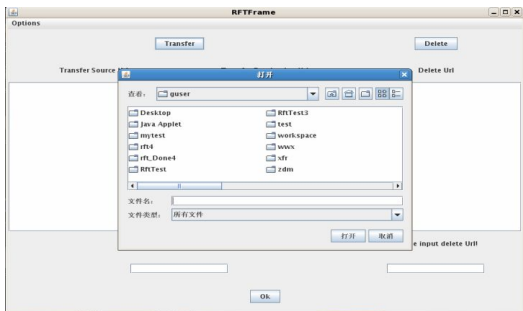 RFTFrame
Options
Transfer
Delete
Transfer Source
Delete Url
打开
查看:
guser
Desktop
Java Applet
mytest
rft4
rft_Done4
RftTest
RftTest3
test
workspace
wwx
xfr
zdm
文件名:
文件类型:
所有文件
打开
取消
e input delete Url!
Ok